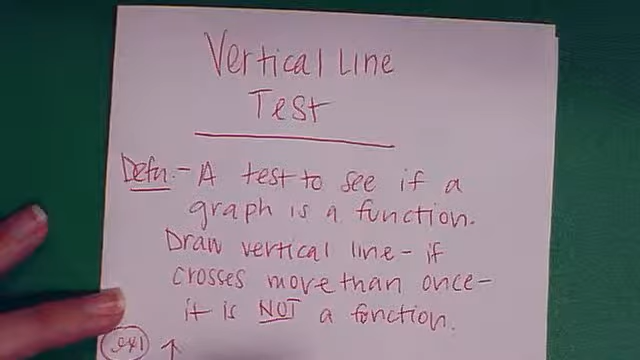 Vertical Line
Test
Defn. - A test to see if a
graph is a function.
Draw vertical line - if
crosses more than once -
it is NOT a function.
ex1